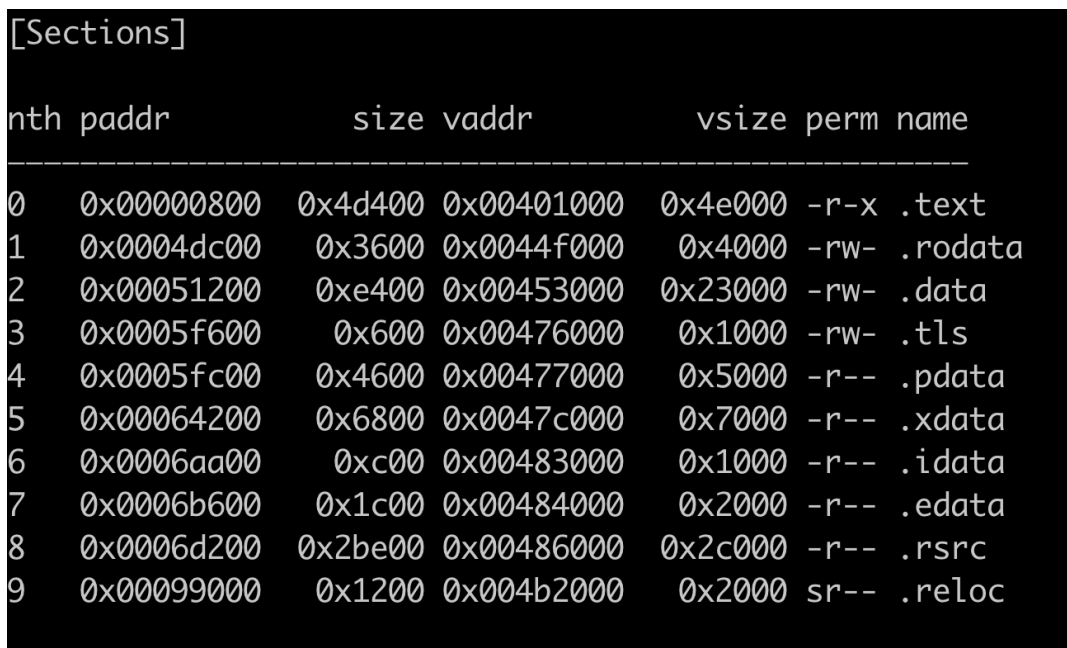 [Sections]
nth paddr size vaddr vsize perm name
0 0x00000800 0x4d400 0x00401000 0x4e000 -r-x .text
1 0x0004dc00 0x3600 0x0044f000 0x4000 -rw- .rodata
2 0x00051200 0xe400 0x00453000 0x23000 -rw- .data
3 0x0005f600 0x600 0x00476000 0x1000 -rw- .tls
4 0x0005fc00 0x4600 0x00477000 0x5000 -r-- .pdata
5 0x00064200 0x6800 0x0047c000 0x7000 -r-- .xdata
6 0x0006aa00 0xc00 0x00483000 0x1000 -r-- .idata
7 0x0006b600 0x1c00 0x00484000 0x2000 -r-- .edata
8 0x0006d200 0x2be00 0x00486000 0x2c000 -r-- .rsrc
9 0x00099000 0x1200 0x004b2000 0x2000 sr-- .reloc